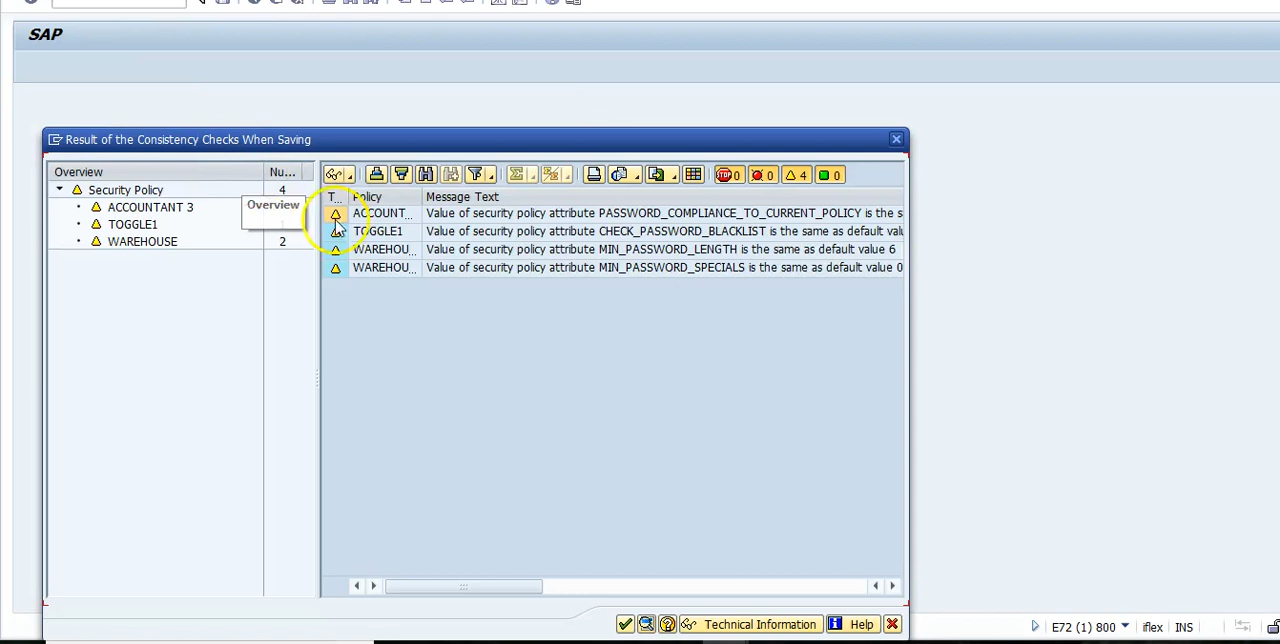 SAP
Result of the Consistency Checks When Saving
Overview Nu...
Security Policy 4
ACCOUNTANT 3
TOGGLE1
WAREHOUSE 2
Overview
0 0 4 0
T... Policy Message Text
ACCOUNT... Value of security policy attribute PASSWORD_COMPLIANCE_TO_CURRENT_POLICY is the s
TOGGLE1 Value of security policy attribute CHECK_PASSWORD_BLACKLIST is the same as default valu
WAREHOU... Value of security policy attribute MIN_PASSWORD_LENGTH is the same as default value 6
WAREHOU... Value of security policy attribute MIN_PASSWORD_SPECIALS is the same as default value 0
Technical Information Help
E72 (1) 800 iflex INS